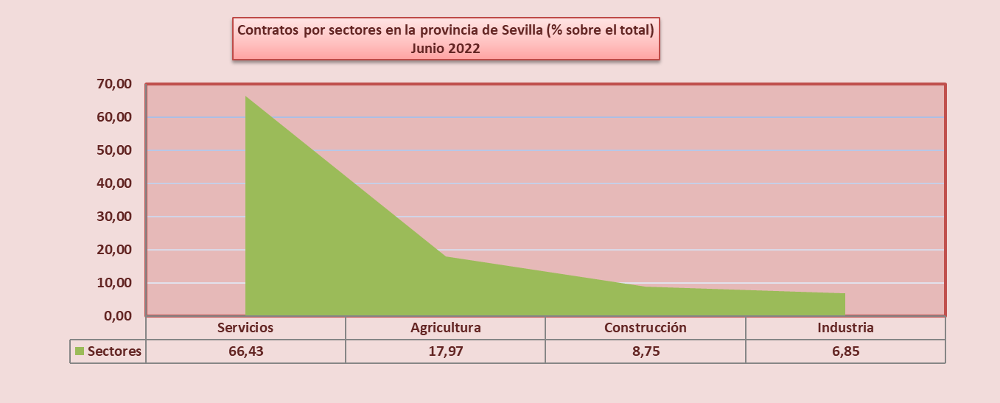 Contratos por sectores en la provincia de Sevilla (% sobre el total)
Junio 2022
70,00
60,00
50,00
40,00
30,00
20,00
10,00
0,00
Servicios Agricultura Construcción Industria
Sectores 66,43 17,97 8,75 6,85